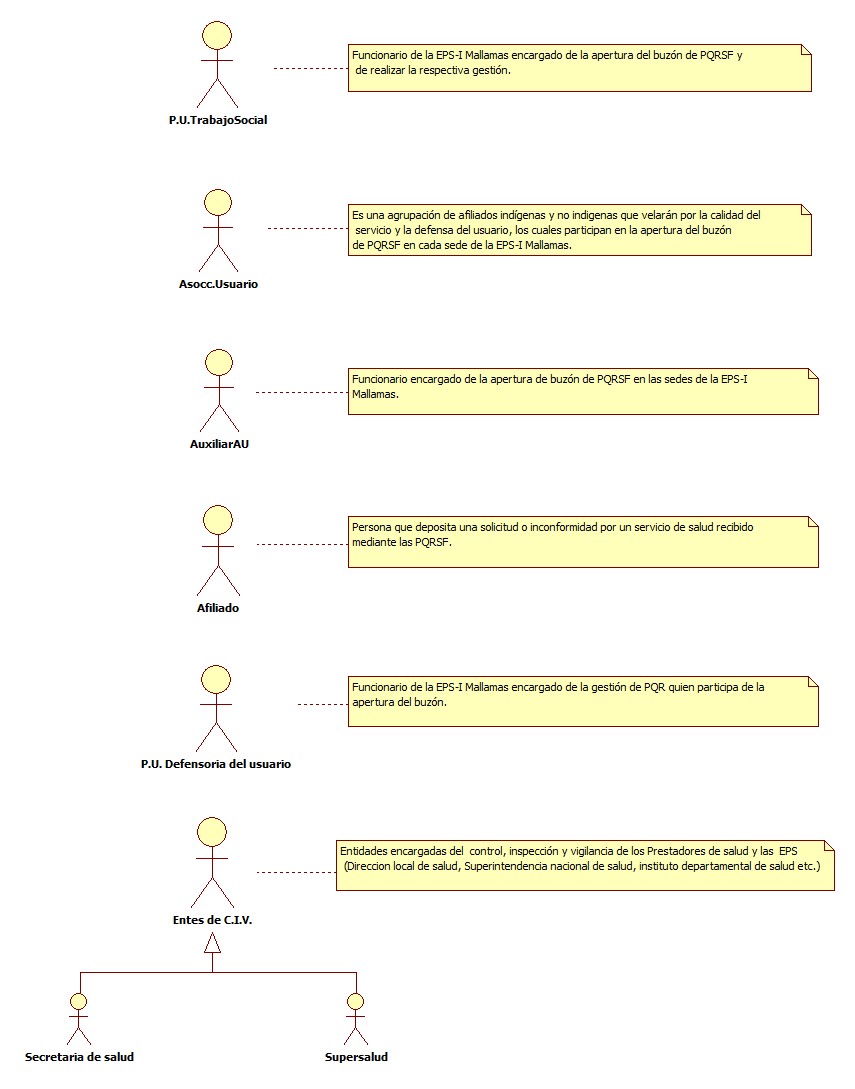 Funcionario de la EPS-I Mallamas encargado de la apertura del buzón de PQRSF y
de realizar la respectiva gestión.
P.U.TrabajoSocial
Es una agrupación de afiliados indígenas y no indigenas que velarán por la calidad del
servicio y la defensa del usuario, los cuales participan en la apertura del buzón
de PQRSF en cada sede de la EPS-I Mallamas.
Asocc.Usuario
Funcionario encargado de la apertura de buzón de PQRSF en las sedes de la EPS-I
Mallamas.
AuxiliarAU
Persona que deposita una solicitud o inconformidad por un servicio de salud recibido
mediante las PQRSF.
Afiliado
Funcionario de la EPS-I Mallamas encargado de la gestión de PQR quien participa de la
apertura del buzón.
P.U. Defensoria del usuario
Entidades encargadas del control, inspección y vigilancia de los Prestadores de salud y las EPS
(Direccion local de salud, Superintendencia nacional de salud, instituto departamental de salud etc.)
Entes de C.I.V.
Secretaria de salud
Supersalud